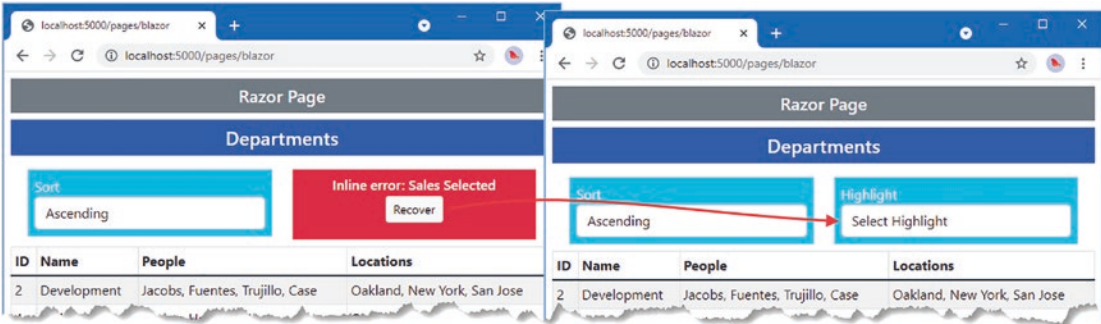 localhost:5000/pages/blazor
localhost:5000/pages/blazor
Razor Page
Departments
Sort
Ascending
Inline error: Sales Selected
Recover
ID Name People Locations
2 Development Jacobs, Fuentes, Trujillo, Case Oakland, New York, San Jose
localhost:5000/pages/blazor
localhost:5000/pages/blazor
Razor Page
Departments
Sort
Ascending
Highlight
Select Highlight
ID Name People Locations
2 Development Jacobs, Fuentes, Trujillo, Case Oakland, New York, San Jose